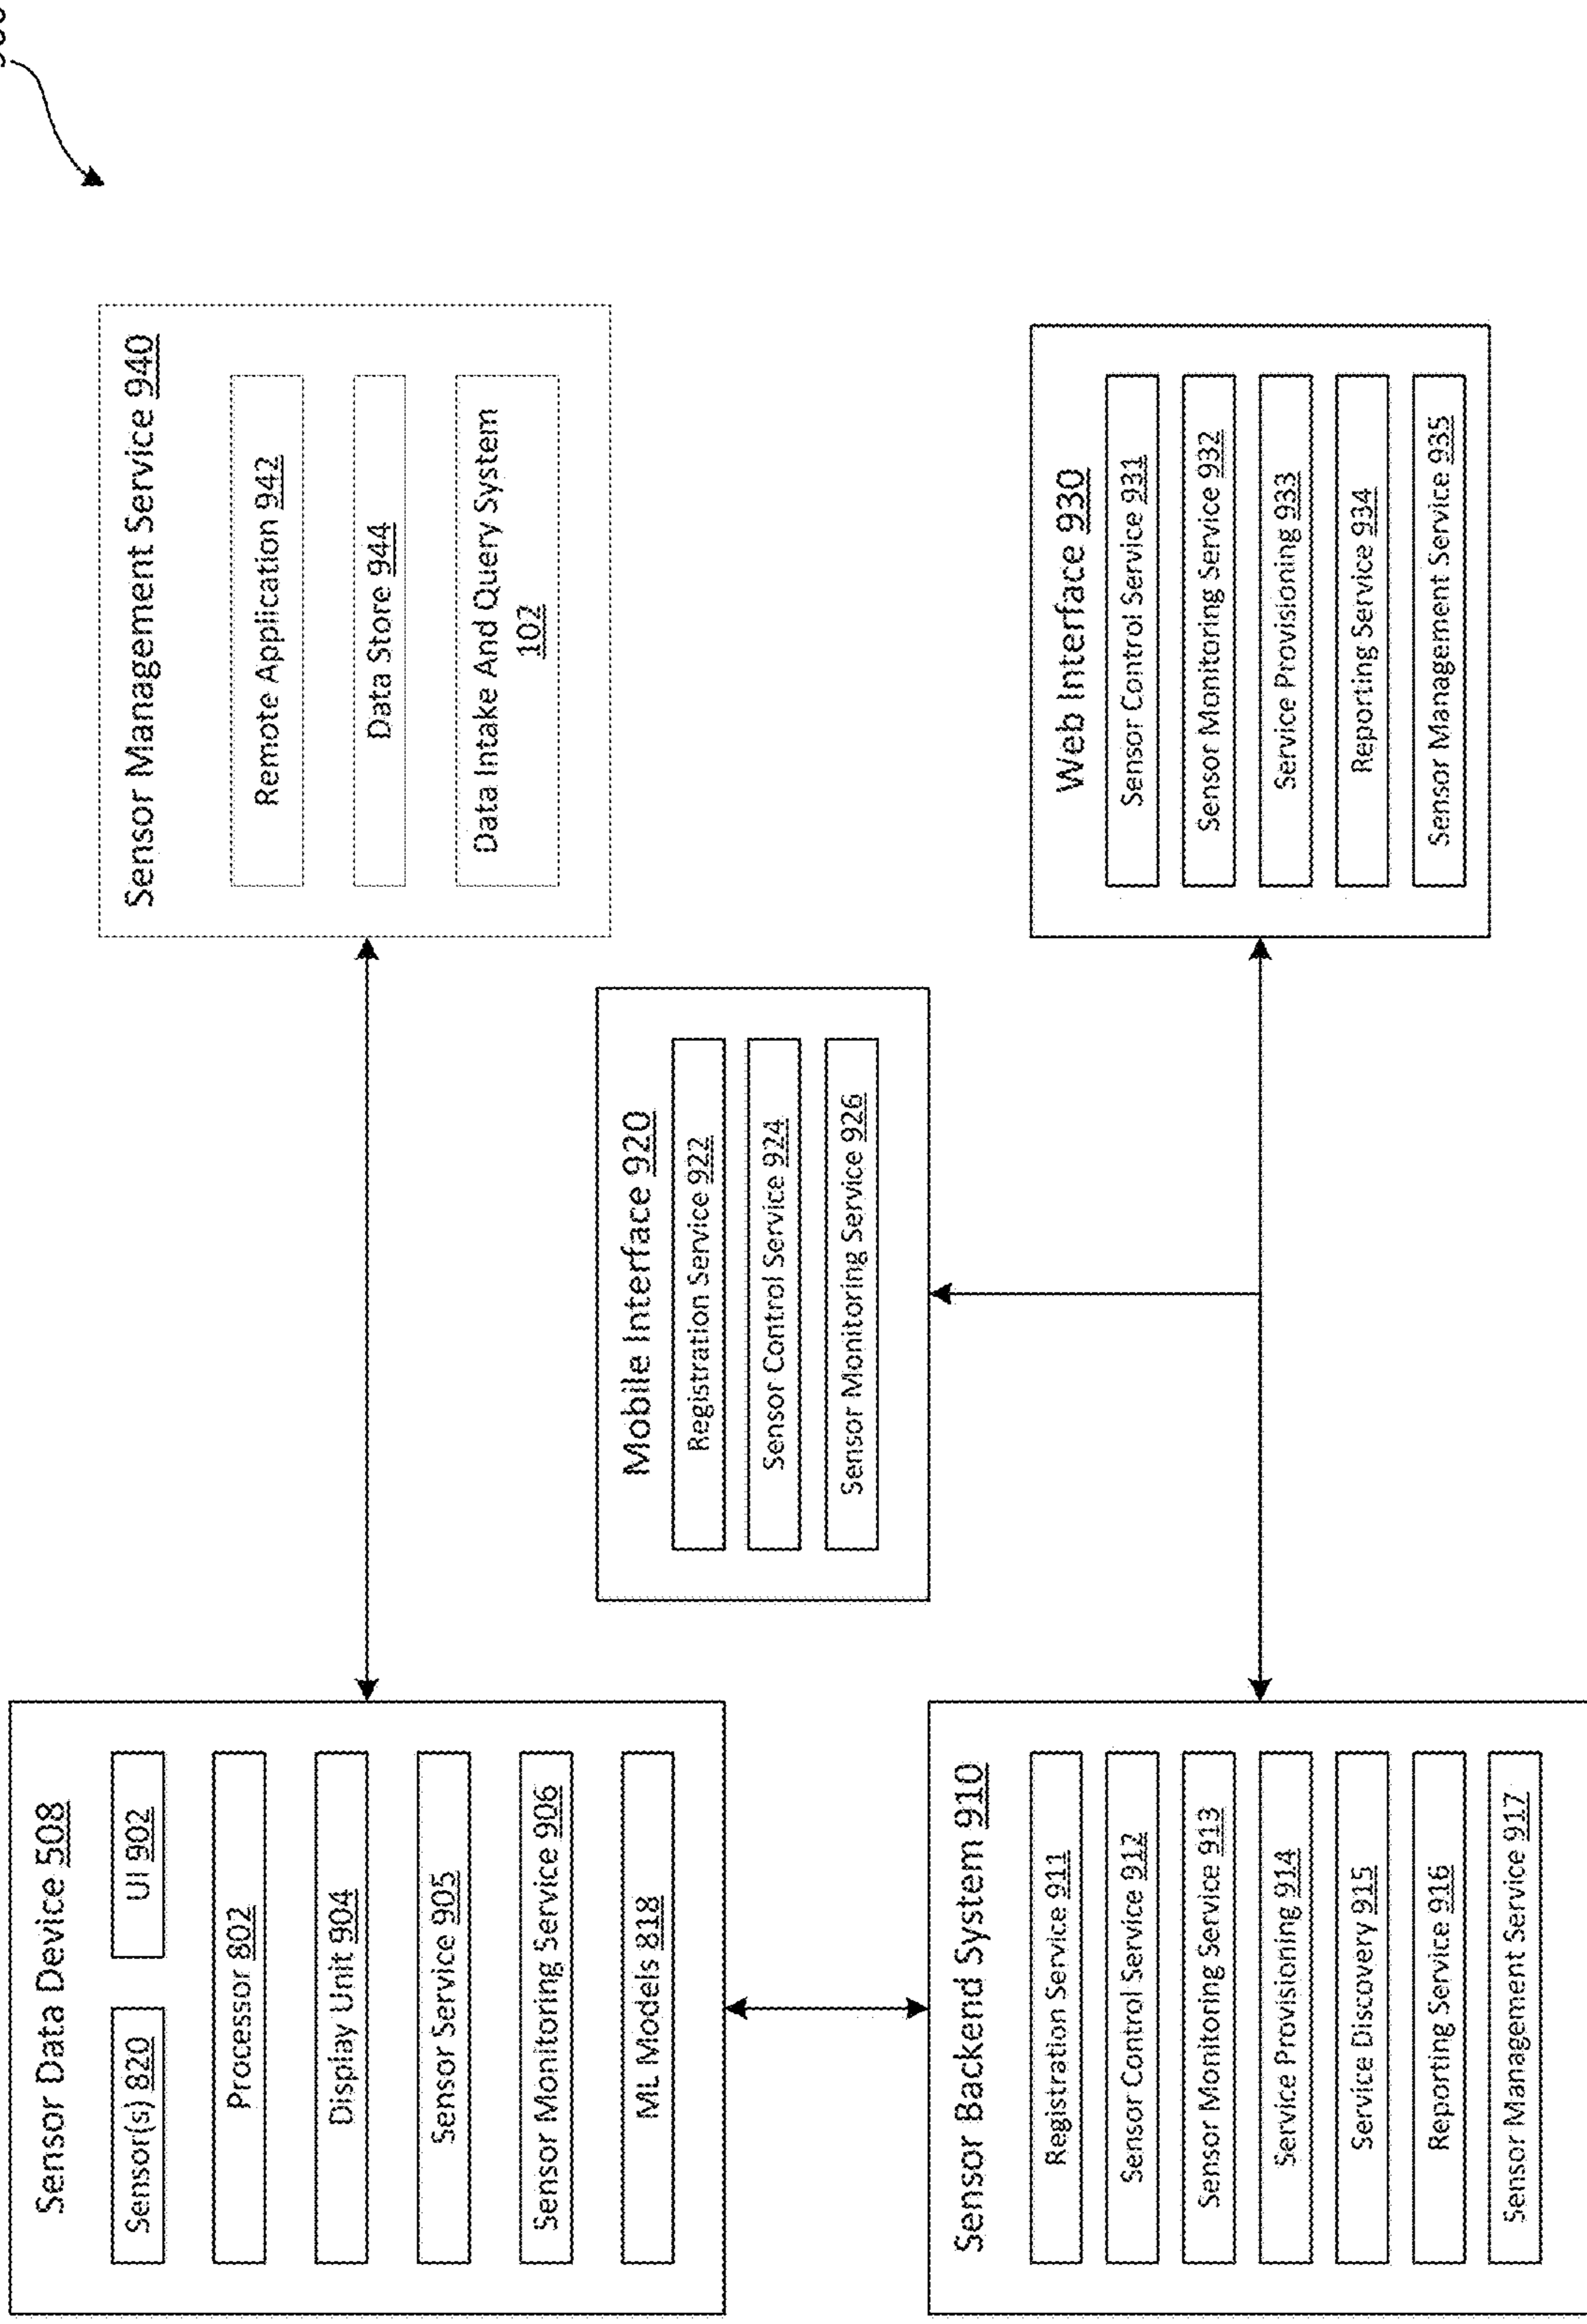 Sensor Data Device 508
Sensor(s) 820
UI 902
Processor 802
Display Unit 904
Sensor Service 905
Sensor Monitoring Service 906
ML Models 818
Sensor Management Service 940
Remote Application 942
Data Store 944
Data Intake And Query System
102
Mobile Interface 920
Registration Service 922
Sensor Control Service 924
Sensor Monitoring Service 926
Sensor Backend System 910
Registration Service 911
Sensor Control Service 912
Sensor Monitoring Service 913
Service Provisioning 914
Service Discovery 915
Reporting Service 916
Sensor Management Service 917
Web Interface 930
Sensor Control Service 931
Sensor Monitoring Service 932
Service Provisioning 933
Reporting Service 934
Sensor Management Service 935